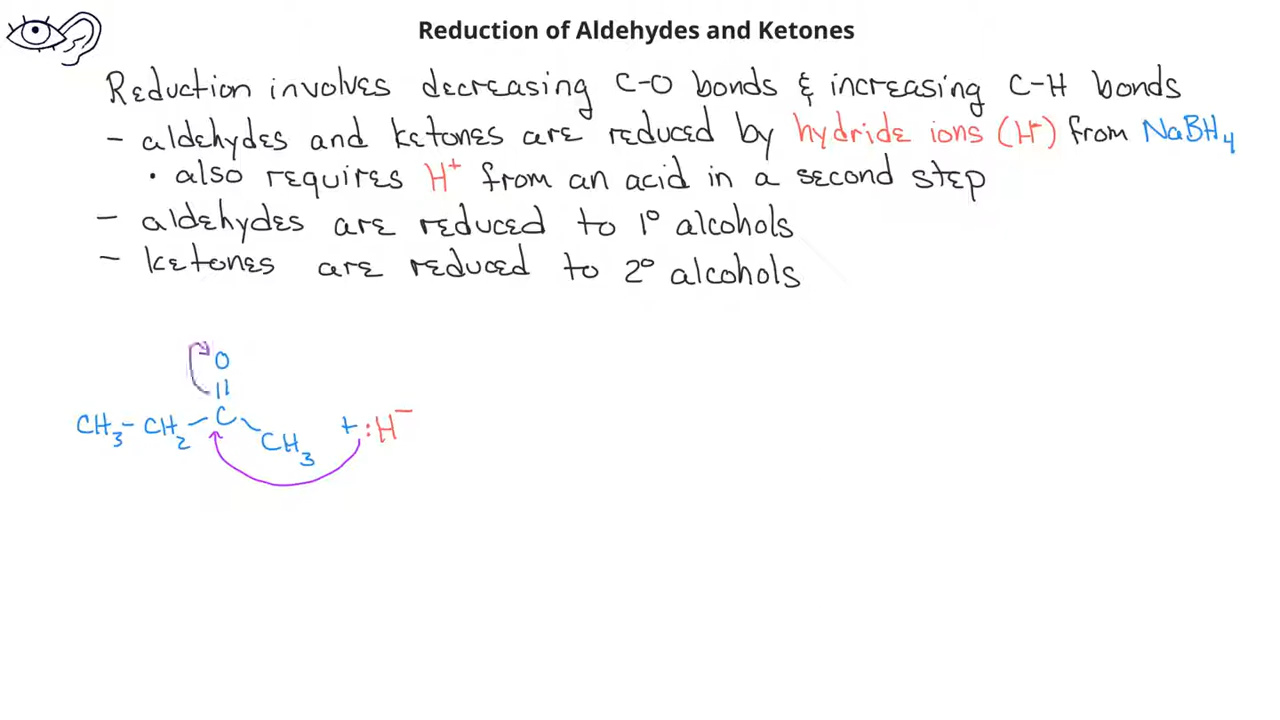 Reduction of Aldehydes and Ketones
Reduction involves decreasing C-O bonds & increasing C-H bonds
- aldehydes and ketones are reduced by hydride ions (H⁻) from NaBH₄
• also requires H⁺ from an acid in a second step
- aldehydes are reduced to 1° alcohols
- ketones are reduced to 2° alcohols
O
||
CH₃-CH₂-C-CH₃ + :H⁻